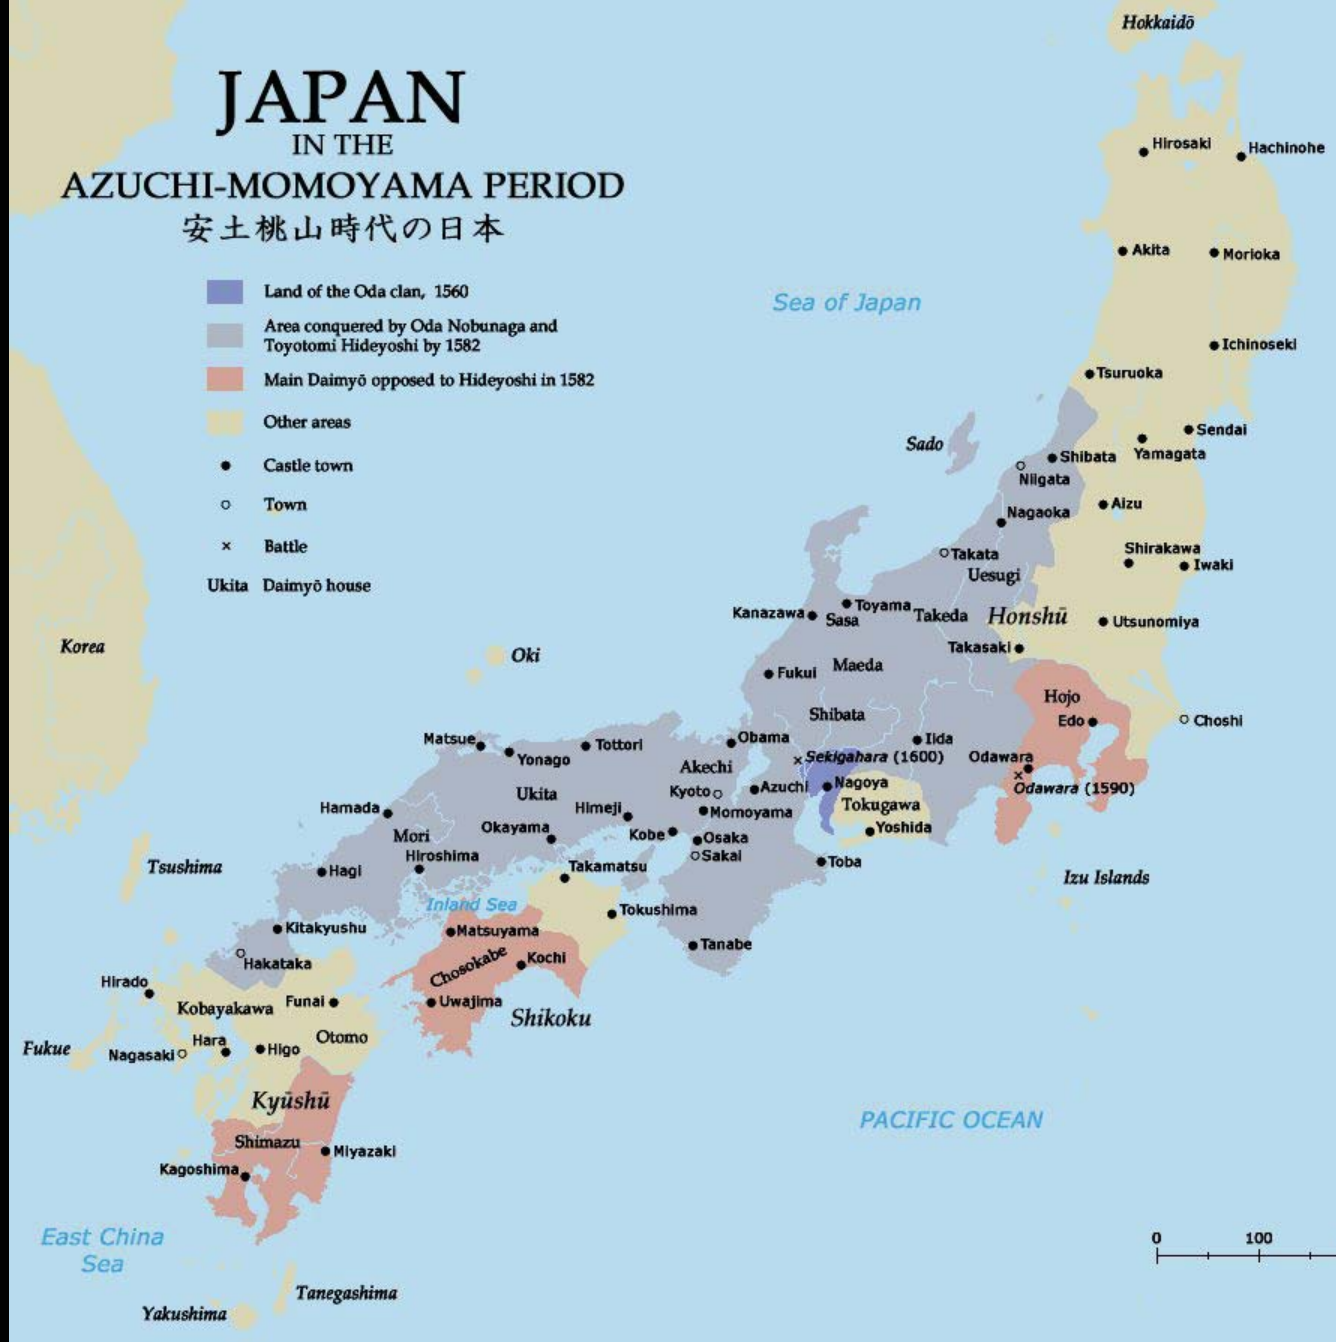 Hokkaidō
JAPAN
IN THE
AZUCHI-MOMOYAMA PERIOD
安土桃山時代の日本
Land of the Oda clan, 1560
Area conquered by Oda Nobunaga and
Toyotomi Hideyoshi by 1582
Main Daimyō opposed to Hideyoshi in 1582
Other areas
Castle town
Town
Battle
Ukita Daimyō house
Hirosaki
Hachinohe
Akita
Morioka
Sea of Japan
Ichinoseki
Tsuruoka
Sendai
Yamagata
Sado
Shibata
Niigata
Nagaoka
Aizu
Takata
Uesugi
Shirakawa
Iwaki
Toyama
Kanazawa
Sasa
Takeda
Honshū
Utsunomiya
Takasaki
Korea
Oki
Fukui
Maeda
Hojo
Shibata
Edo
Choshi
Matsue
Yonago
Tottori
Obama
Iida
Sekigahara (1600)
Odawara
Akechi
Odawara (1590)
Ukita
Kyoto
Azuchi
Nagoya
Tokugawa
Hamada
Himeji
Momoyama
Mori
Okayama
Kobe
Osaka
Yoshida
Hiroshima
Sakai
Toba
Tsushima
Hagi
Takamatsu
Izu Islands
Inland Sea
Tokushima
Kitakyushu
Matsuyama
Tanabe
Hakataka
Chosokabe
Kochi
Hirado
Kobayakawa
Funai
Uwajima
Shikoku
Fukue
Nagasaki
Hara
Higo
Otomo
Kyūshū
PACIFIC OCEAN
Shimazu
Miyazaki
Kagoshima
East China
Sea
0 100
Tanegashima
Yakushima